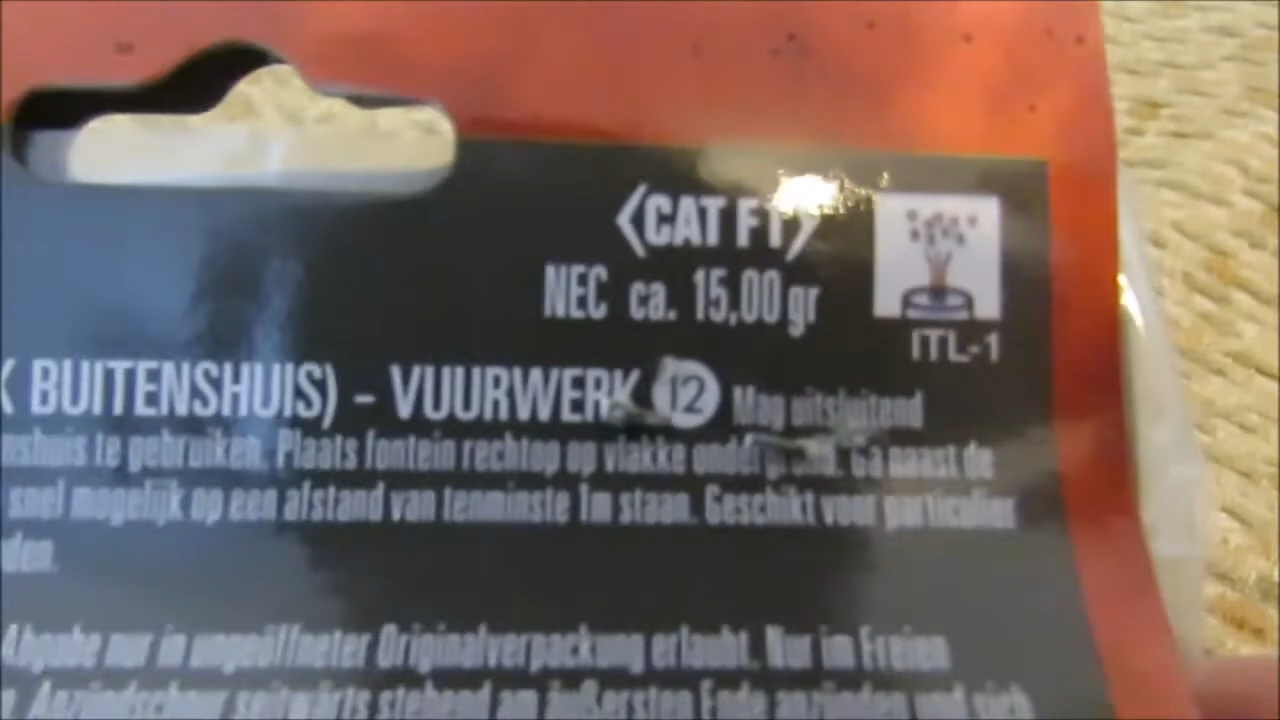 CAT F1
NEC ca. 15,00 gr
ITL-1
K BUITENSHUIS) - VUURWERK 12 Mag uitsluitend
nshuis te gebruiken. Plaats fontein rechtop op vlakke ondergrond. Ga naast de
snel mogelijk op een afstand van tenminste 1m staan. Geschikt voor particulier
den.
Abgabe nur in ungeöffneter Originalverpackung erlaubt. Nur im Freien
n. Anzündschnur seitwärts stehend am äußersten Ende anzünden und sich